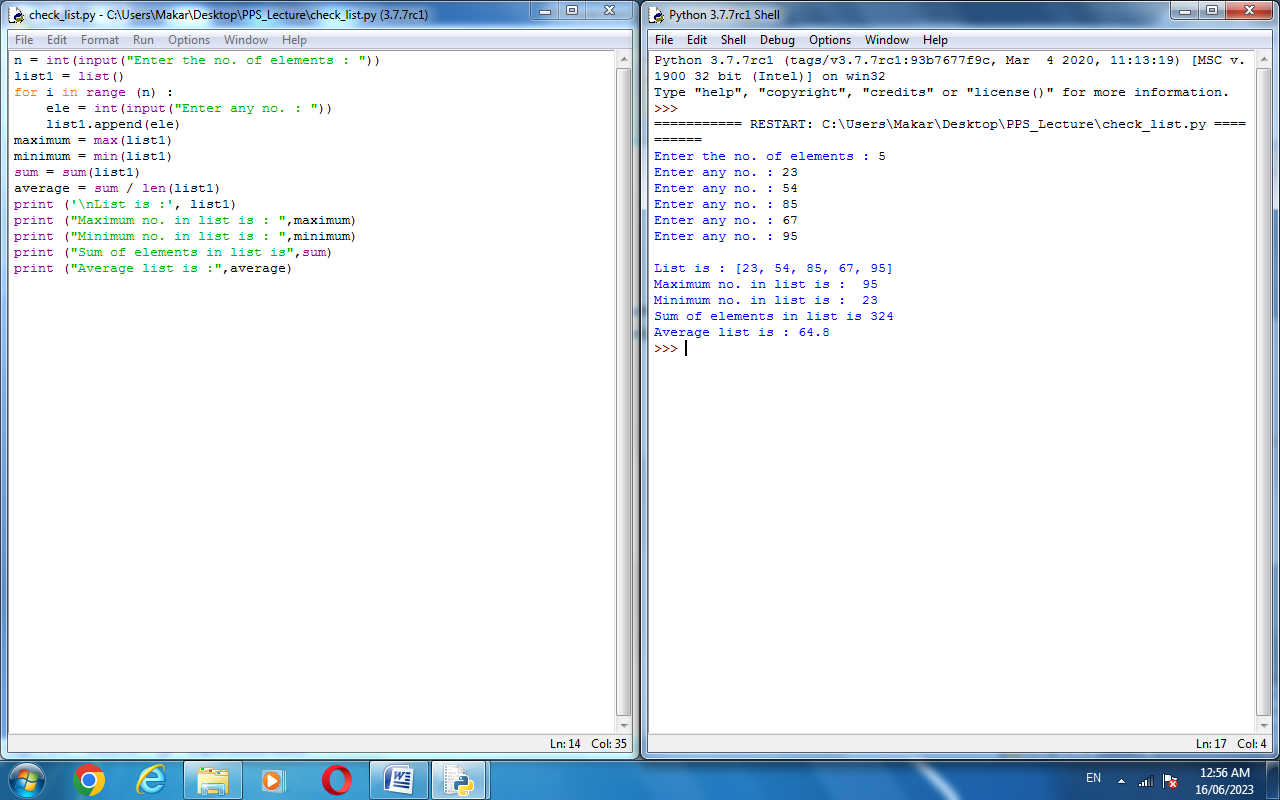 check_list.py - C:\Users\Makar\Desktop\PPS_Lecture\check_list.py (3.7.7rc1)
File Edit Format Run Options Window Help
n = int(input("Enter the no. of elements : "))
list1 = list()
for i in range (n) :
    ele = int(input("Enter any no. : "))
    list1.append(ele)
maximum = max(list1)
minimum = min(list1)
sum = sum(list1)
average = sum / len(list1)
print ('\nList is :', list1)
print ("Maximum no. in list is : ",maximum)
print ("Minimum no. in list is : ",minimum)
print ("Sum of elements in list is",sum)
print ("Average list is :",average)
Ln: 14 Col: 35
Python 3.7.7rc1 Shell
File Edit Shell Debug Options Window Help
Python 3.7.7rc1 (tags/v3.7.7rc1:93b7677f9c, Mar  4 2020, 11:13:19) [MSC v.
1900 32 bit (Intel)] on win32
Type "help", "copyright", "credits" or "license()" for more information.
>>>
=========== RESTART: C:\Users\Makar\Desktop\PPS_Lecture\check_list.py ====
======
Enter the no. of elements : 5
Enter any no. : 23
Enter any no. : 54
Enter any no. : 85
Enter any no. : 67
Enter any no. : 95
List is : [23, 54, 85, 67, 95]
Maximum no. in list is :  95
Minimum no. in list is :  23
Sum of elements in list is 324
Average list is : 64.8
>>>
Ln: 17 Col: 4
EN
12:56 AM
16/06/2023